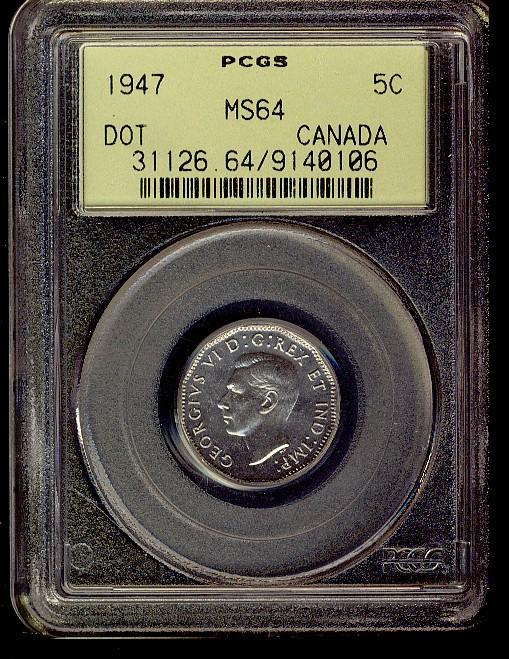 PCGS
1947 5C
MS64
DOT CANADA
31126.64/9140106
GEORGIVS VI D:G:REX ET IND:IMP:
PCGS